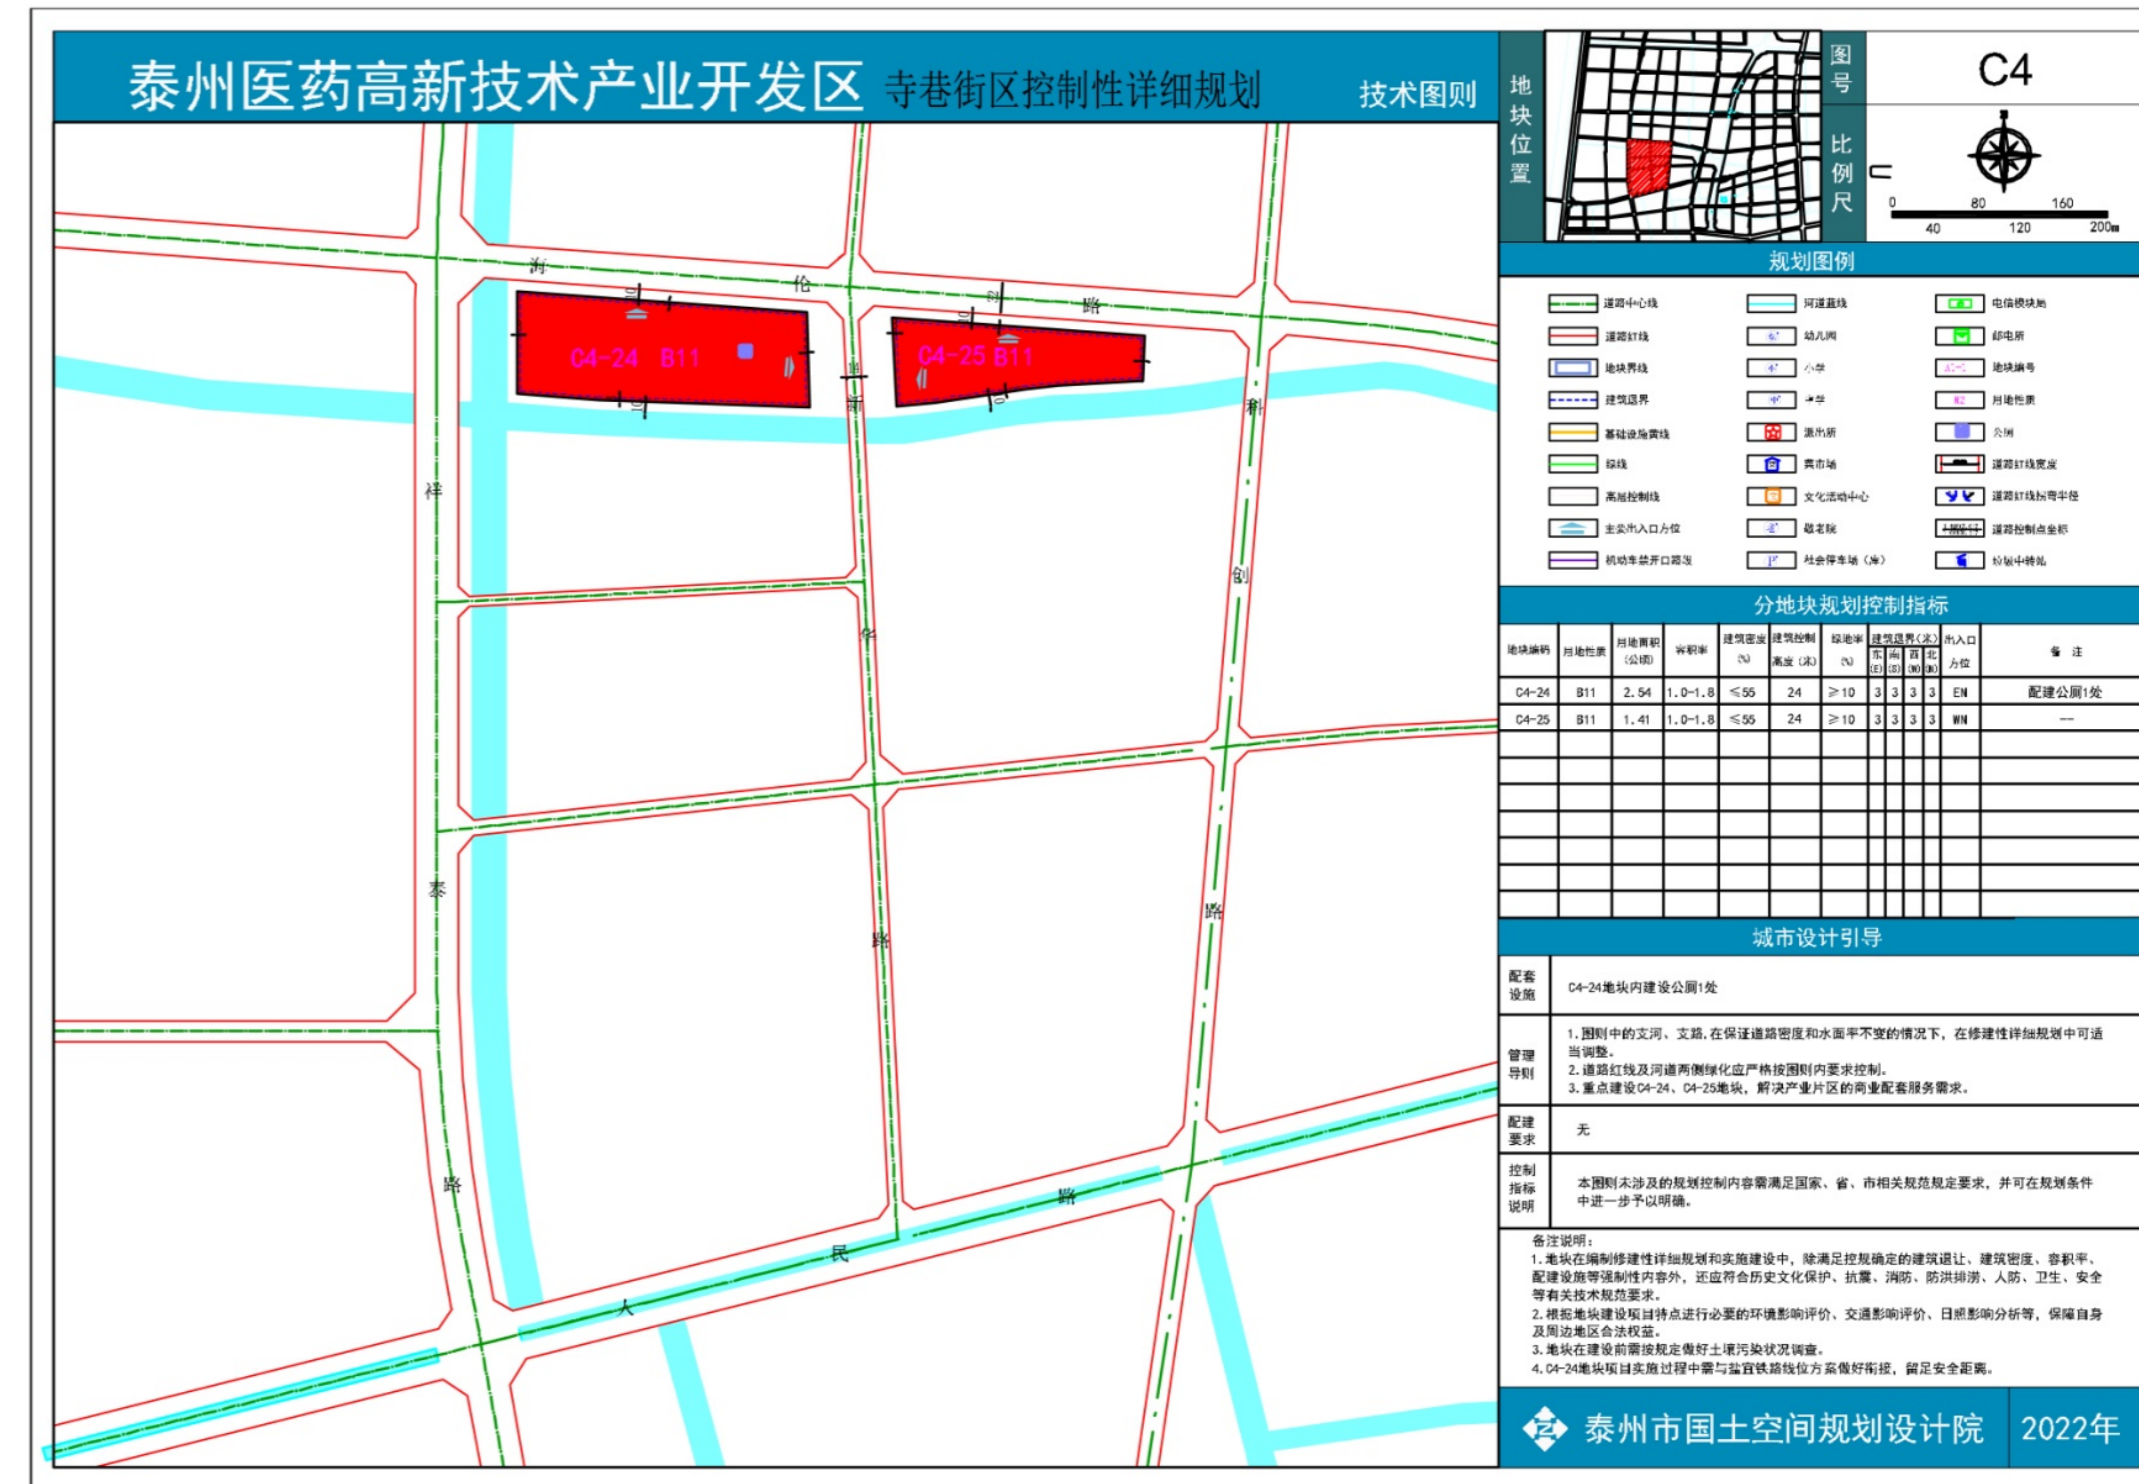 泰州医药高新技术产业开发区 寺巷街区控制性详细规划 技术图则
地块位置
图号
C4
比例尺
0 80 160
40 120 200m
海 伦 路
10
22
10
C4-24 B11
C4-25 B11
10
科
祥
创
泰
路
路
路
路
民
人
规划图例
道路中心线 河道蓝线 电信模块局
道路红线 幼儿园 邮电所
地块界线 小学 地块编号
建筑退界 中学 用地性质
基础设施黄线 派出所 公厕
绿线 菜市场 道路红线宽度
高层控制线 文化活动中心 道路红线拐弯半径
主要出入口方位 敬老院 道路控制点坐标
机动车禁开口路段 社会停车场（库） 垃圾中转站
分地块规划控制指标
地块编码 用地性质 用地面积(公顷) 容积率 建筑密度(%) 建筑控制高度(米) 绿地率(%) 建筑退界(米) 东(E) 南(S) 西(W) 北(N) 出入口方位 备 注
C4-24 B11 2.54 1.0-1.8 ≤55 24 ≥10 3 3 3 3 EN 配建公厕1处
C4-25 B11 1.41 1.0-1.8 ≤55 24 ≥10 3 3 3 3 WN --
城市设计引导
配套设施
C4-24地块内建设公厕1处
管理导则
1.图则中的支河、支路,在保证道路密度和水面率不变的情况下，在修建性详细规划中可适
当调整。
2.道路红线及河道两侧绿化应严格按图则内要求控制。
3.重点建设C4-24、C4-25地块，解决产业片区的商业配套服务需求。
配建要求
无
控制指标说明
本图则未涉及的规划控制内容需满足国家、省、市相关规范规定要求，并可在规划条件
中进一步予以明确。
备注说明：
1.地块在编制修建性详细规划和实施建设中，除满足控规确定的建筑退让、建筑密度、容积率、
配建设施等强制性内容外，还应符合历史文化保护、抗震、消防、防洪排涝、人防、卫生、安全
等有关技术规范要求。
2.根据地块建设项目特点进行必要的环境影响评价、交通影响评价、日照影响分析等，保障自身
及周边地区合法权益。
3.地块在建设前需按规定做好土壤污染状况调查。
4.C4-24地块项目实施过程中需与盐宜铁路线位方案做好衔接，留足安全距离。
泰州市国土空间规划设计院 2022年